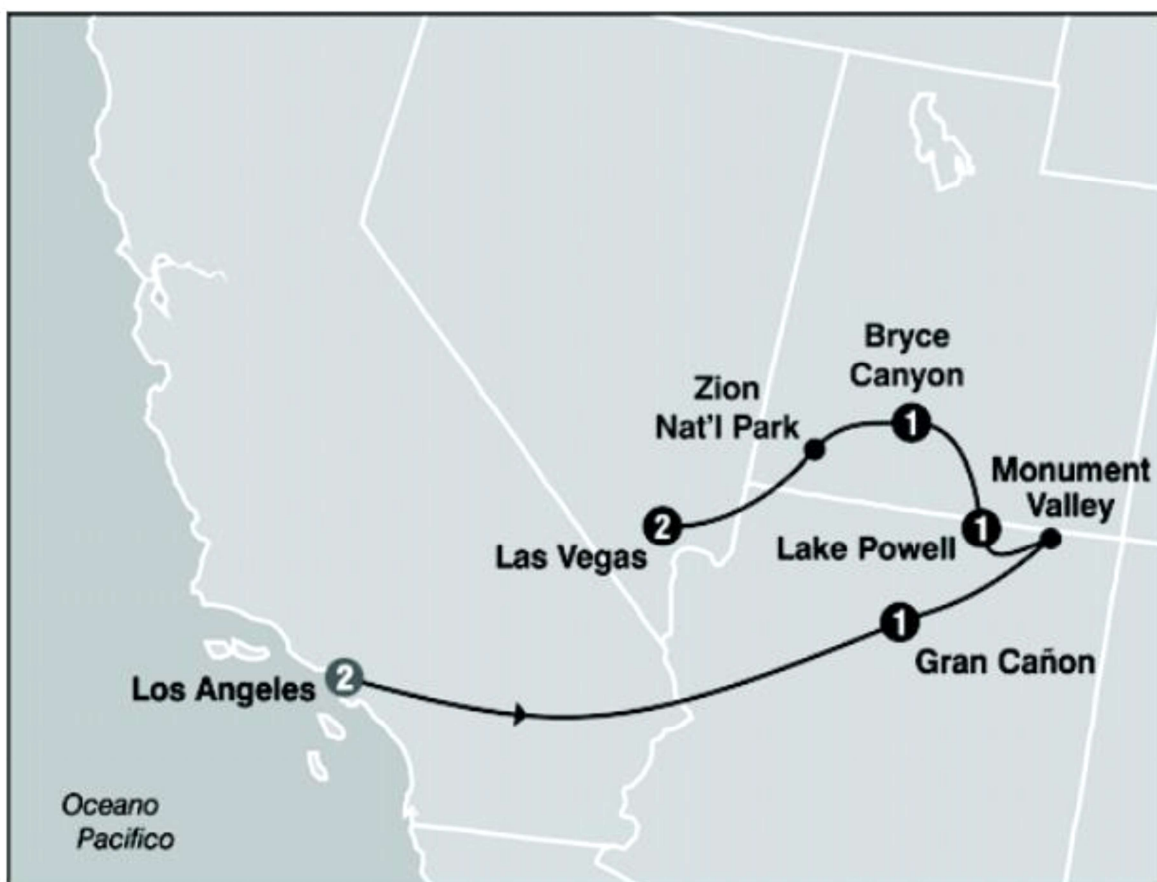 Bryce
Canyon
1
Zion
Nat'l Park
Monument
Valley
2
Las Vegas
1
Lake Powell
1
Gran Cañon
Los Angeles
2
Oceano
Pacifico